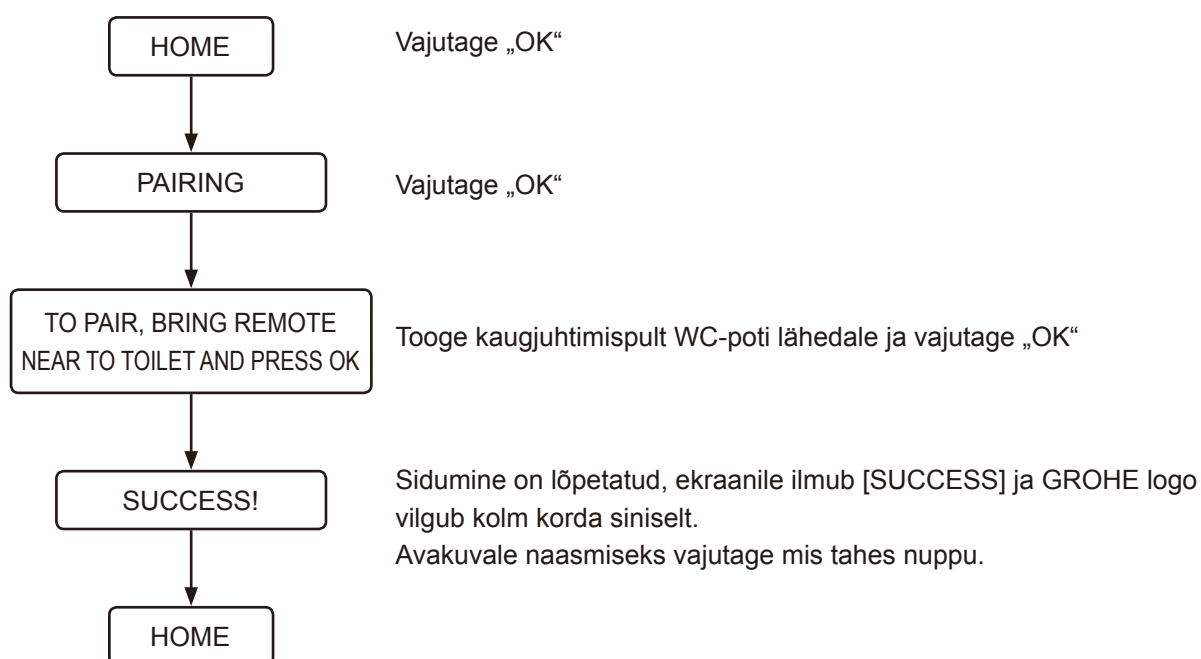 HOME
Vajutage „OK“
PAIRING
Vajutage „OK“
TO PAIR, BRING REMOTE
NEAR TO TOILET AND PRESS OK
Tooge kaugjuhtimispult WC-poti lähedale ja vajutage „OK“
SUCCESS!
Sidumine on lõpetatud, ekraanile ilmub [SUCCESS] ja GROHE logo
vilgub kolm korda siniselt.
Avakuvale naasmiseks vajutage mis tahes nuppu.
HOME